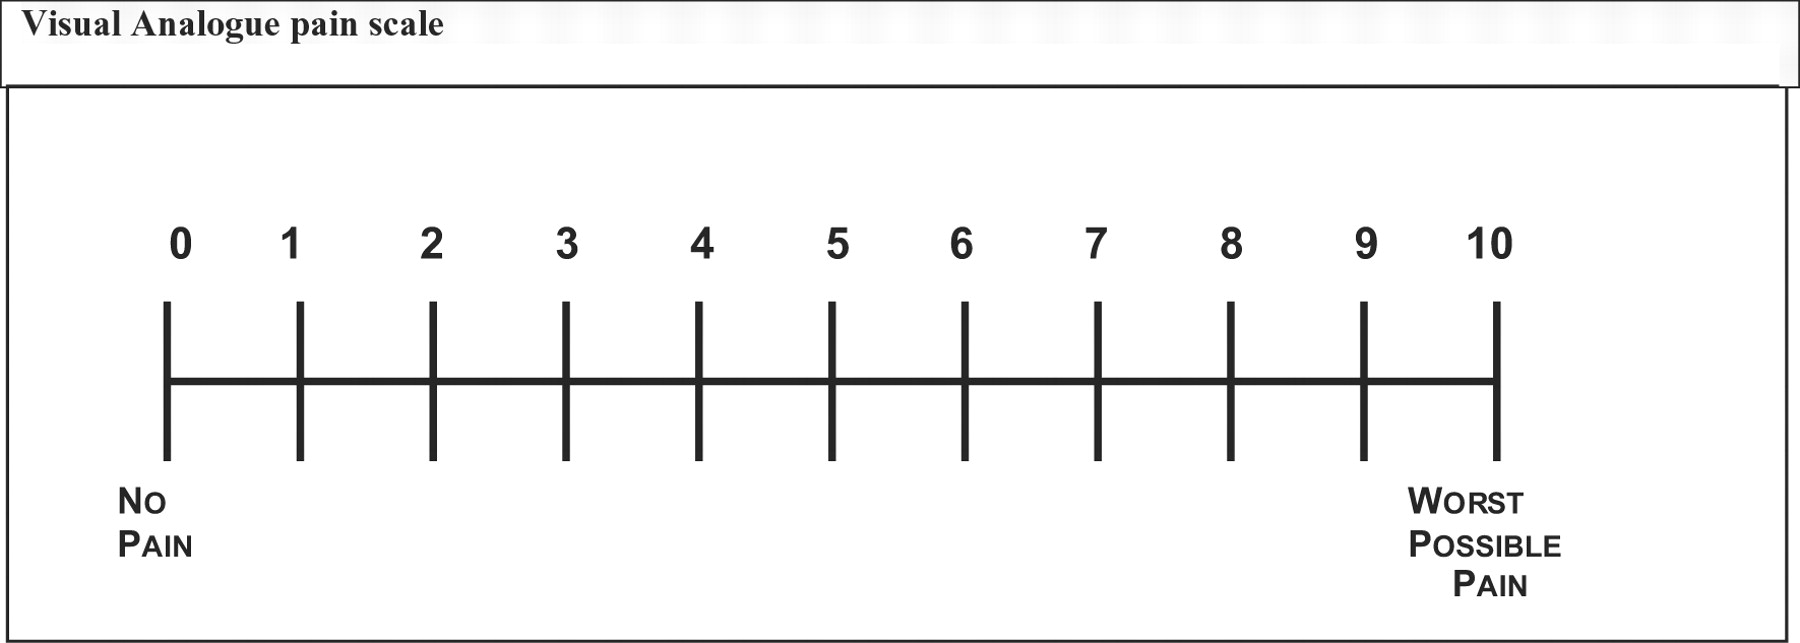 Visual Analogue pain scale
0 1 2 3 4 5 6 7 8 9 10
NO
PAIN
WORST
POSSIBLE
PAIN